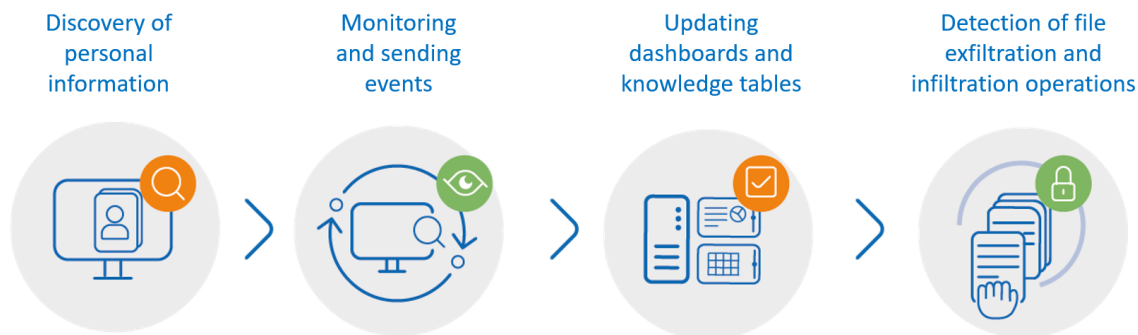 Discovery of
personal
information
Monitoring
and sending
events
Updating
dashboards and
knowledge tables
Detection of file
exfiltration and
infiltration operations